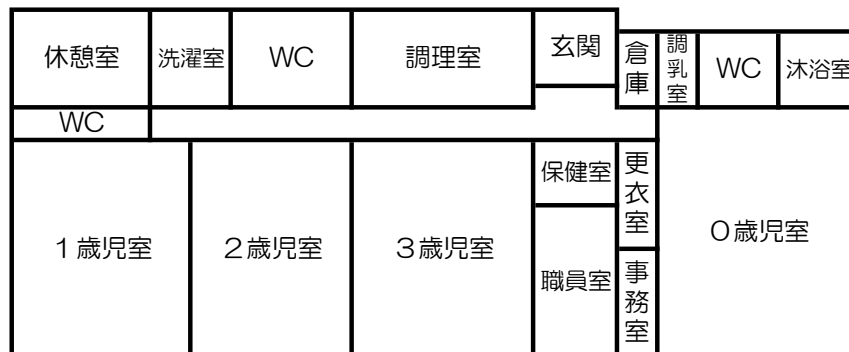 休憩室
洗濯室
WC
調理室
玄関
倉庫
調乳室
WC
沐浴室
WC
1歳児室
2歳児室
3歳児室
保健室
職員室
更衣室
事務室
0歳児室